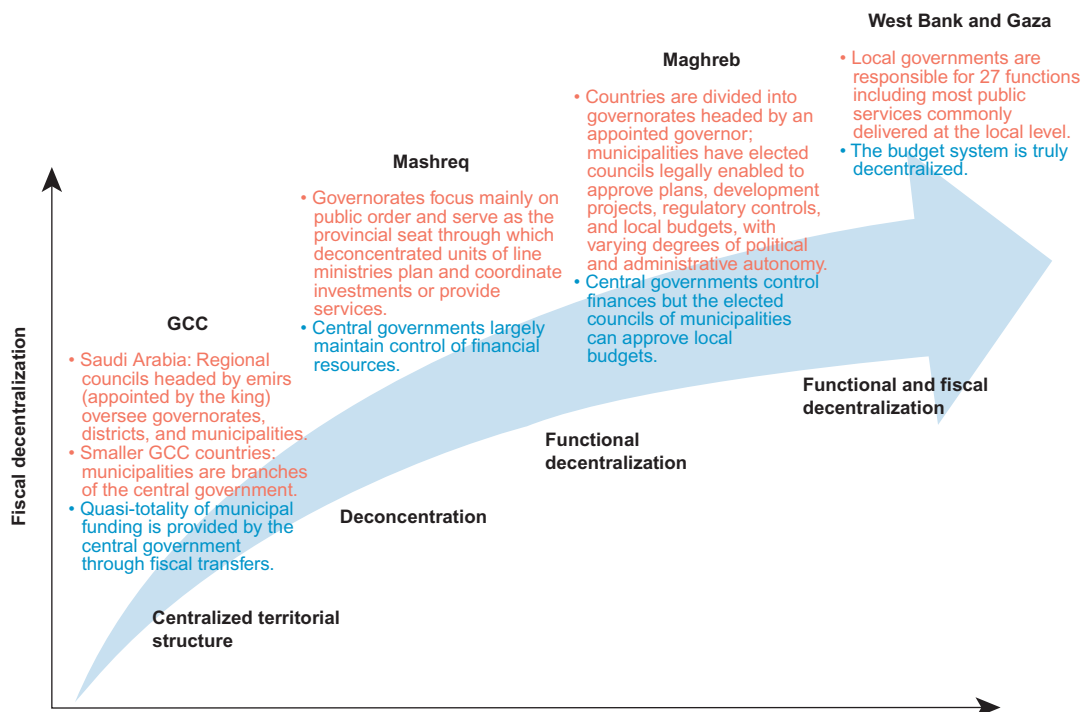 West Bank and Gaza
• Local governments are
responsible for 27 functions
including most public
services commonly
delivered at the local level.
• The budget system is truly
decentralized.
Maghreb
• Countries are divided into
governorates headed by an
appointed governor;
municipalities have elected
councils legally enabled to
approve plans, development
projects, regulatory controls,
and local budgets, with
varying degrees of political
and administrative autonomy.
• Central governments control
finances but the elected
councils of municipalities
can approve local
budgets.
Mashreq
• Governorates focus mainly on
public order and serve as the
provincial seat through which
deconcentrated units of line
ministries plan and coordinate
investments or provide
services.
• Central governments largely
maintain control of financial
resources.
GCC
• Saudi Arabia: Regional
councils headed by emirs
(appointed by the king)
oversee governorates,
districts, and municipalities.
• Smaller GCC countries:
municipalities are branches
of the central government.
• Quasi-totality of municipal
funding is provided by the
central government
through fiscal transfers.
Fiscal decentralization
Functional and fiscal
decentralization
Functional
decentralization
Deconcentration
Centralized territorial
structure